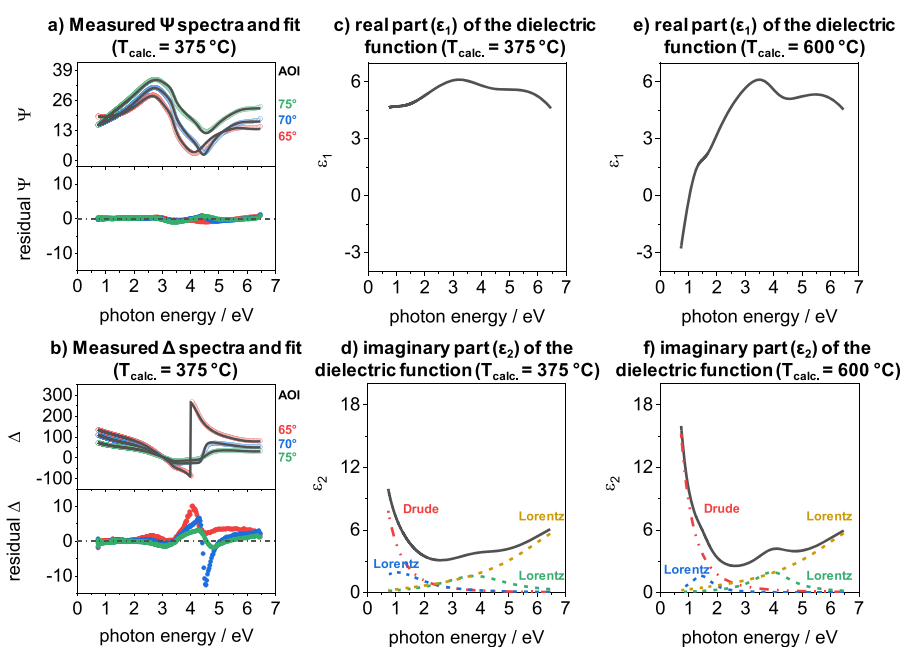 a) Measured Ψ spectra and fit
(T calc. = 375 °C)
39
26
13
0
Ψ
AOI
75°
70°
65°
10
0
-10
residual Ψ
0 1 2 3 4 5 6 7
photon energy / eV
c) real part (ε1) of the dielectric
function (T calc. = 375 °C)
6
3
0
-3
ε1
0 1 2 3 4 5 6 7
photon energy / eV
e) real part (ε1) of the dielectric
function (T calc. = 600 °C)
6
3
0
-3
ε1
0 1 2 3 4 5 6 7
photon energy / eV
b) Measured Δ spectra and fit
(T calc. = 375 °C)
300
200
100
0
-100
Δ
AOI
65°
70°
75°
10
0
-10
residual Δ
0 1 2 3 4 5 6 7
photon energy / eV
d) imaginary part (ε2) of the
dielectric function (T calc. = 375 °C)
18
12
6
0
ε2
Drude
Lorentz
Lorentz
Lorentz
0 1 2 3 4 5 6 7
photon energy / eV
f) imaginary part (ε2) of the
dielectric function (T calc. = 600 °C)
18
12
6
0
ε2
Drude
Lorentz
Lorentz
Lorentz
0 1 2 3 4 5 6 7
photon energy / eV